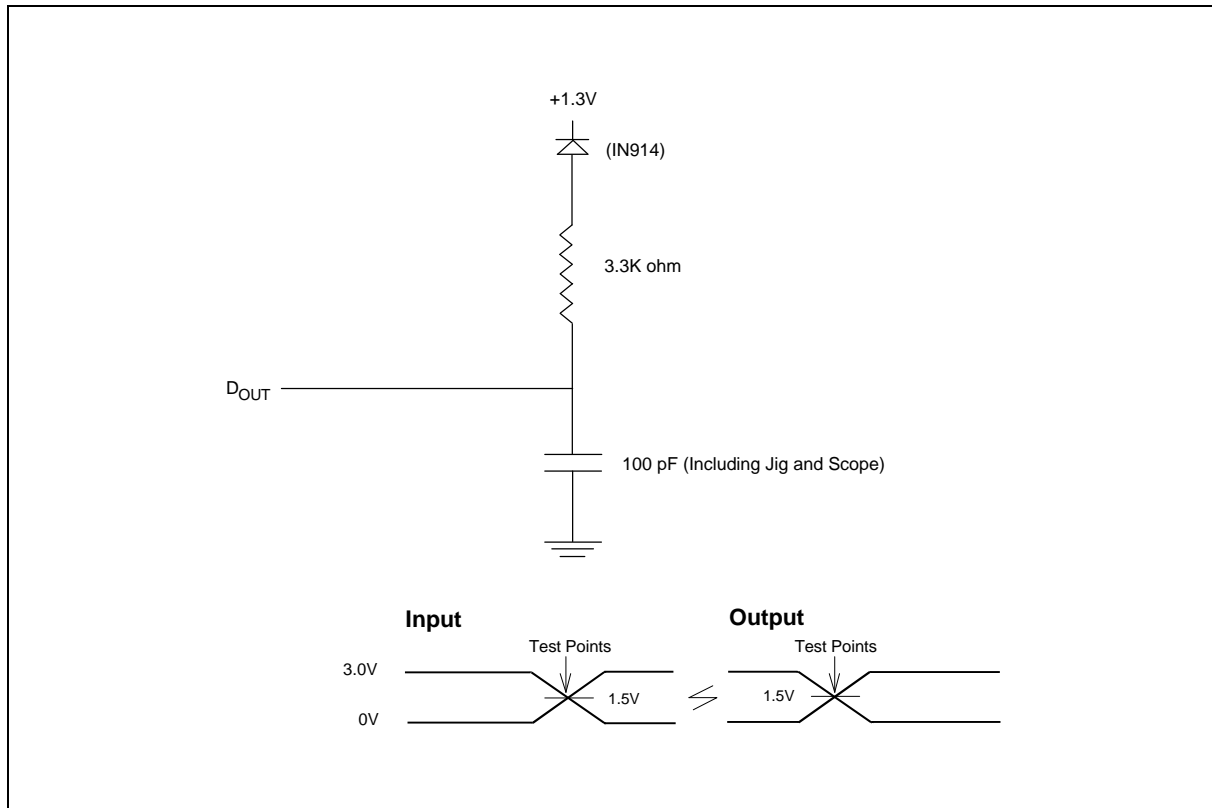 +1.3V
(IN914)
3.3K ohm
DOUT
100 pF (Including Jig and Scope)
Input
Output
Test Points
Test Points
3.0V
1.5V
1.5V
0V